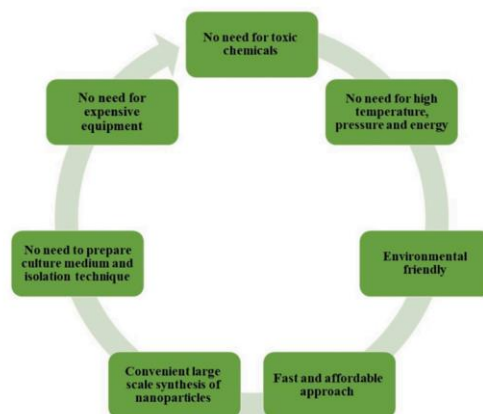 No need for toxic
chemicals
No need for high
temperature,
pressure and energy
Environmental
friendly
Fast and affordable
approach
Convenient large
scale synthesis of
nanoparticles
No need to prepare
culture medium and
isolation technique
No need for
expensive
equipment